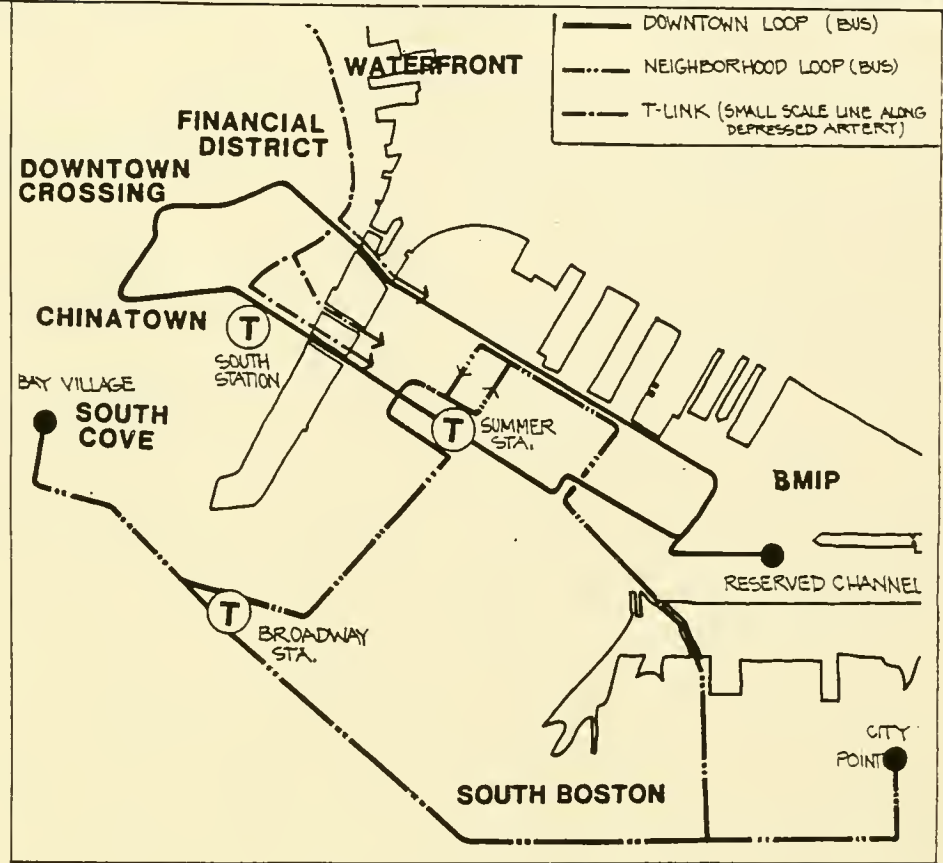 DOWNTOWN LOOP (BUS)
NEIGHBORHOOD LOOP (BUS)
T-LINK (SMALL SCALE LINE ALONG
DEPRESSED ARTERY)
WATERFRONT
FINANCIAL
DISTRICT
DOWNTOWN
CROSSING
CHINATOWN
T
SOUTH
STATION
BAY VILLAGE
SOUTH
COVE
T
SUMMER
STA.
BMIP
RESERVED CHANNEL
T
BROADWAY
STA.
CITY
POINT
SOUTH BOSTON